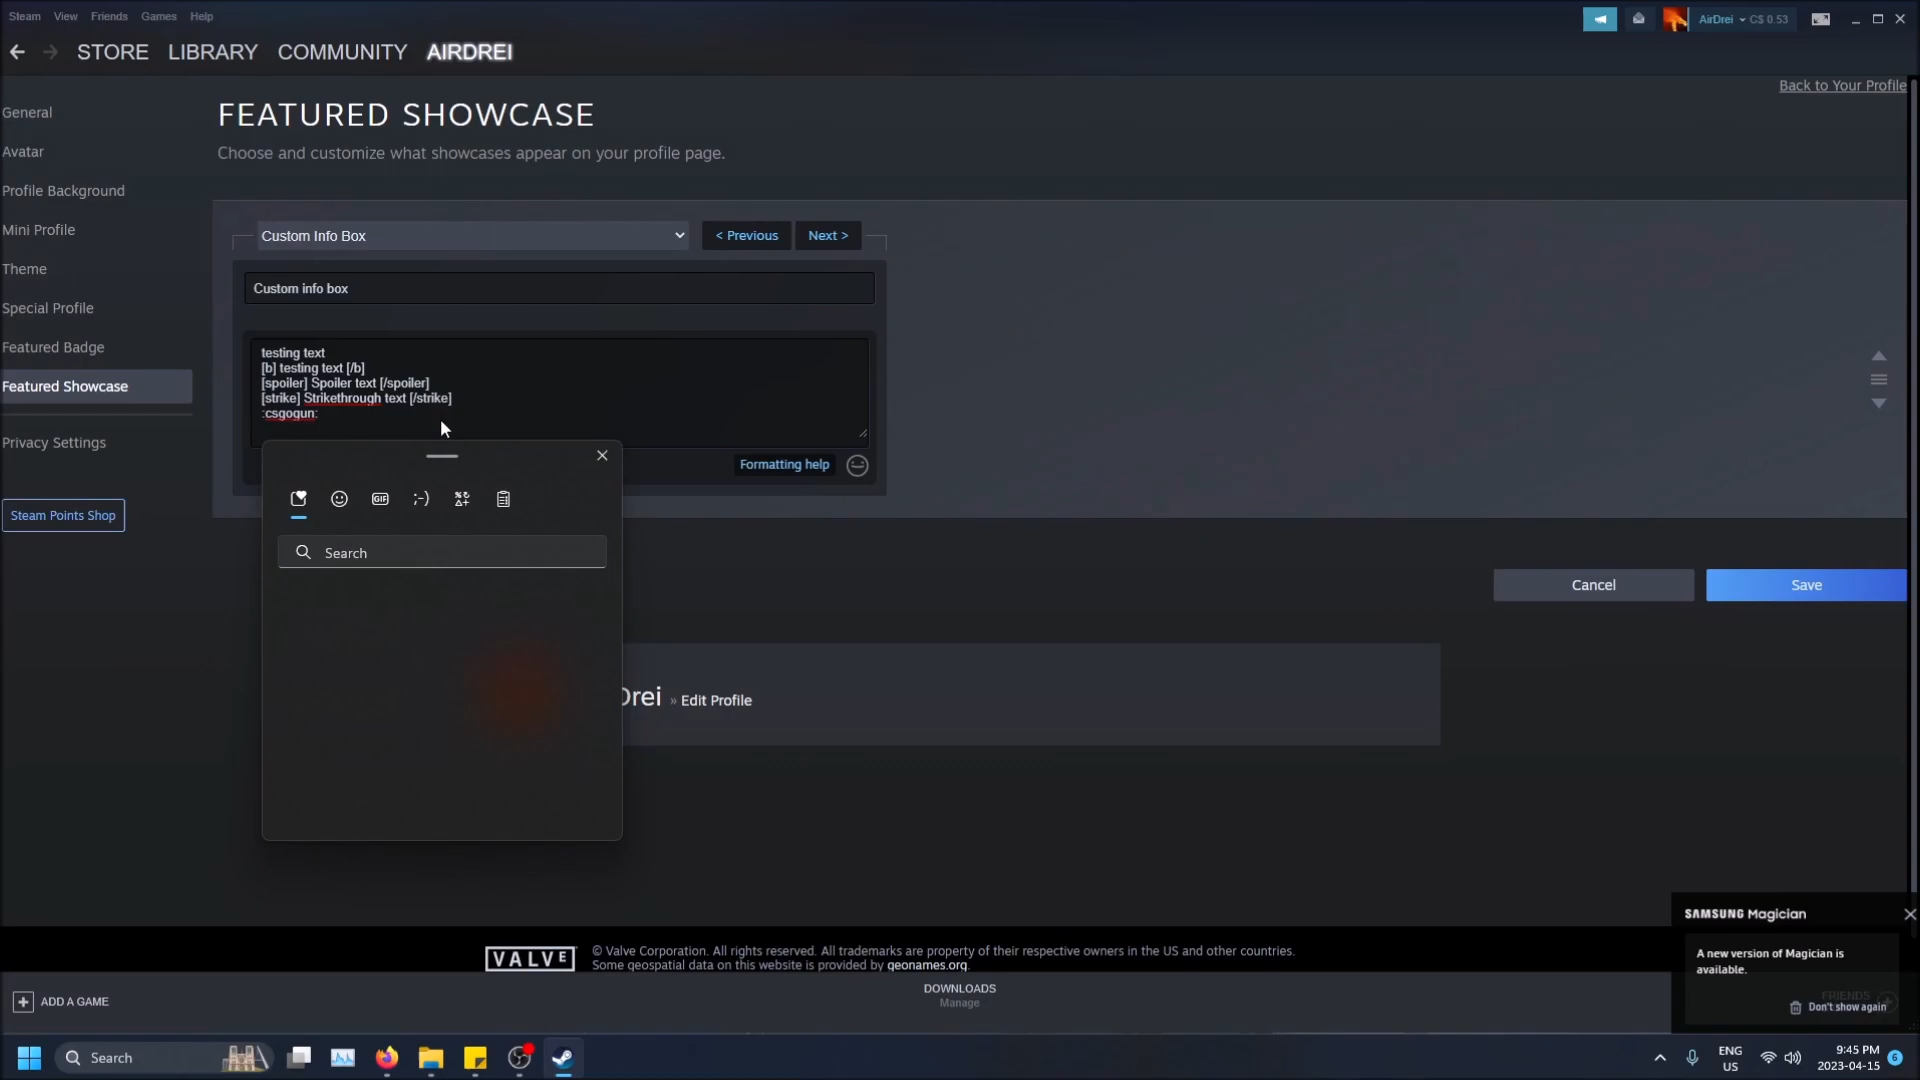 Steam View Friends Games Help
AirDrei C$ 0.53
STORE LIBRARY COMMUNITY AIRDREI
Back to Your Profile
General
Avatar
Profile Background
Mini Profile
Theme
Special Profile
Featured Badge
Featured Showcase
Privacy Settings
Steam Points Shop
FEATURED SHOWCASE
Choose and customize what showcases appear on your profile page.
Custom Info Box
< Previous Next >
Custom info box
testing text
[b] testing text [/b]
[spoiler] Spoiler text [/spoiler]
[strike] Strikethrough text [/strike]
:csgogun:
Formatting help
GIF ;-)
Search
Cancel Save
Drei » Edit Profile
VALVE
© Valve Corporation. All rights reserved. All trademarks are property of their respective owners in the US and other countries.
Some geospatial data on this website is provided by geonames.org.
SAMSUNG Magician
A new version of Magician is
available.
FRIENDS
Don't show again
ADD A GAME
DOWNLOADS
Manage
Search
ENG
US
9:45 PM
2023-04-15
6